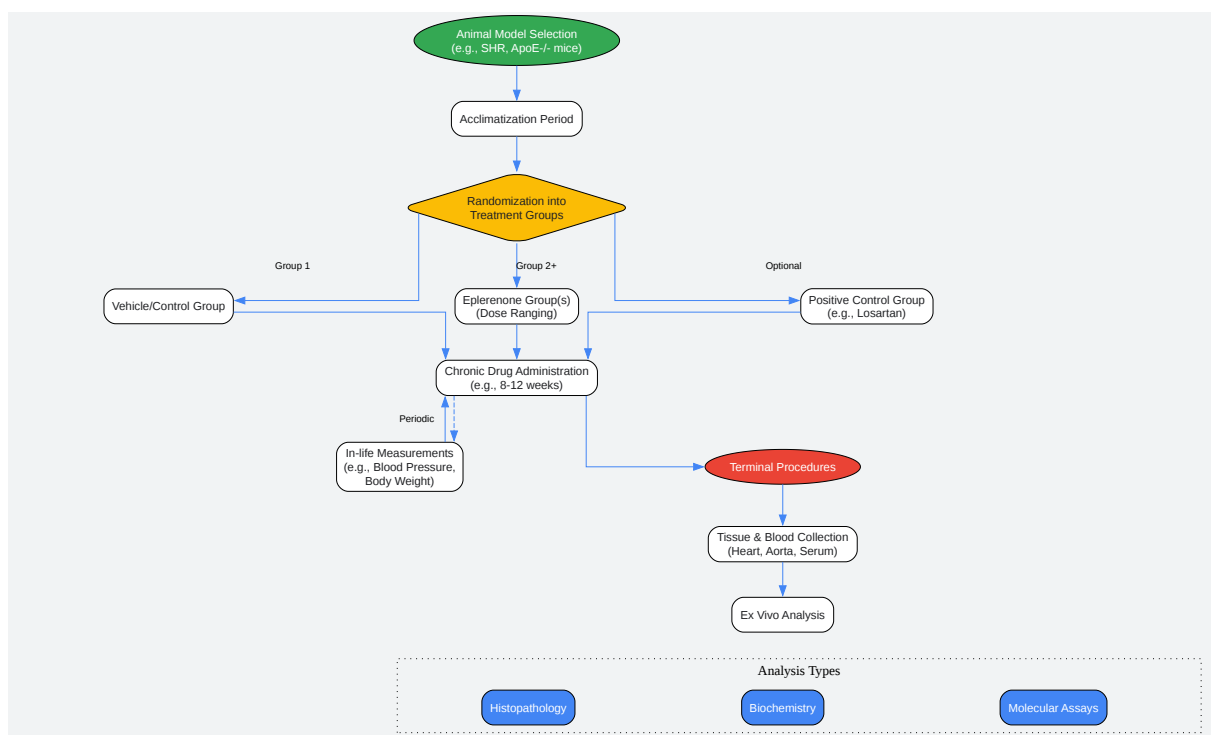 Animal Model Selection
(e.g., SHR, ApoE-/- mice)
Acclimatization Period
Randomization into
Treatment Groups
Group 1
Group 2+
Optional
Vehicle/Control Group
Eplerenone Group(s)
(Dose Ranging)
Positive Control Group
(e.g., Losartan)
Chronic Drug Administration
(e.g., 8-12 weeks)
Periodic
In-life Measurements
(e.g., Blood Pressure,
Body Weight)
Terminal Procedures
Tissue & Blood Collection
(Heart, Aorta, Serum)
Ex Vivo Analysis
Analysis Types
Histopathology
Biochemistry
Molecular Assays